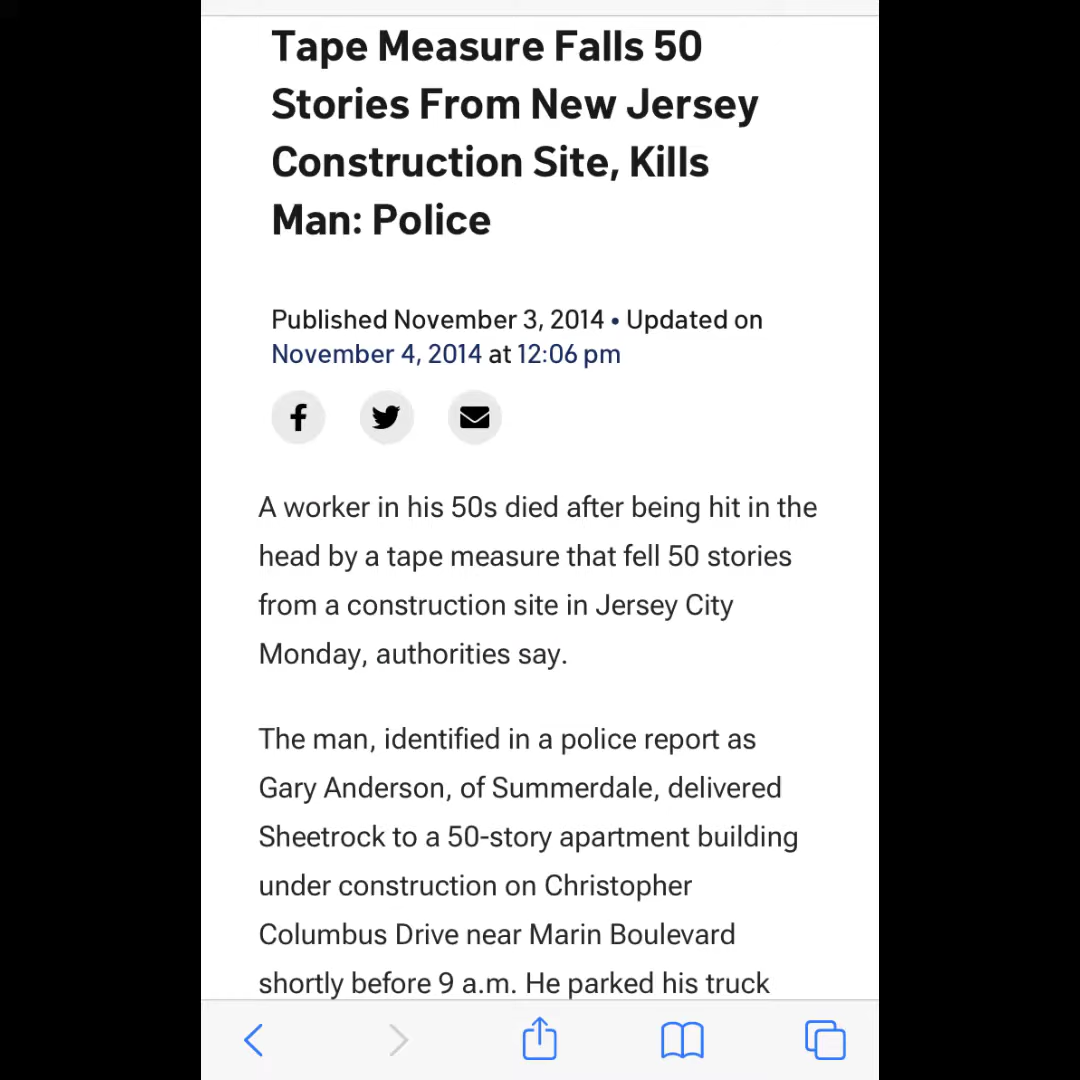 Tape Measure Falls 50
Stories From New Jersey
Construction Site, Kills
Man: Police
Published November 3, 2014 • Updated on
November 4, 2014 at 12:06 pm
A worker in his 50s died after being hit in the
head by a tape measure that fell 50 stories
from a construction site in Jersey City
Monday, authorities say.
The man, identified in a police report as
Gary Anderson, of Summerdale, delivered
Sheetrock to a 50-story apartment building
under construction on Christopher
Columbus Drive near Marin Boulevard
shortly before 9 a.m. He parked his truck